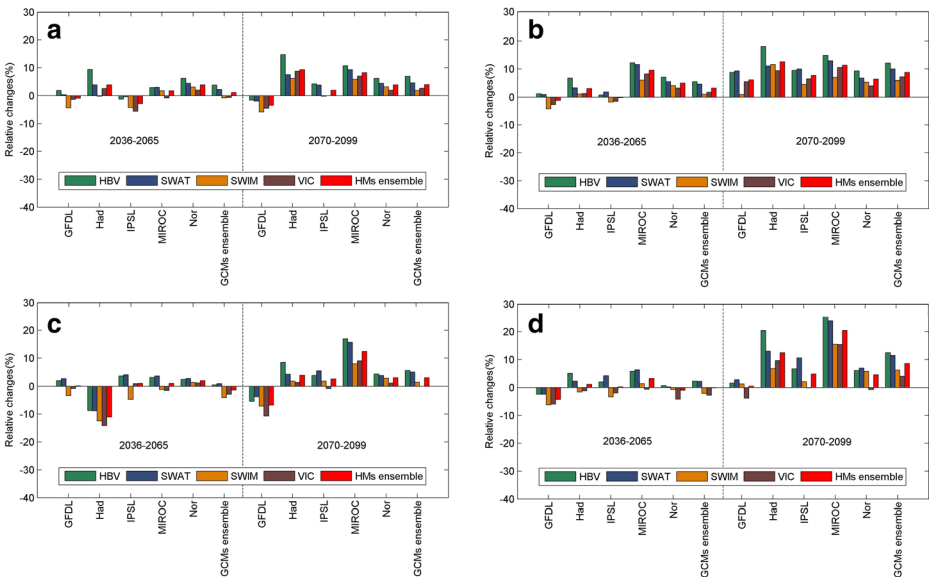 a
Relative changes(%)
30
20
10
0
-10
-20
-30
-40
2036-2065
2070-2099
HBV SWAT SWIM VIC HMs ensemble
GFDL Had IPSL MIROC Nor GCMs ensemble GFDL Had IPSL MIROC Nor GCMs ensemble
b
Relative changes(%)
30
20
10
0
-10
-20
-30
-40
2036-2065
2070-2099
HBV SWAT SWIM VIC HMs ensemble
GFDL Had IPSL MIROC Nor GCMs ensemble GFDL Had IPSL MIROC Nor GCMs ensemble
c
Relative changes(%)
30
20
10
0
-10
-20
-30
-40
2036-2065
2070-2099
HBV SWAT SWIM VIC HMs ensemble
GFDL Had IPSL MIROC Nor GCMs ensemble GFDL Had IPSL MIROC Nor GCMs ensemble
d
Relative changes(%)
30
20
10
0
-10
-20
-30
-40
2036-2065
2070-2099
HBV SWAT SWIM VIC HMs ensemble
GFDL Had IPSL MIROC Nor GCMs ensemble GFDL Had IPSL MIROC Nor GCMs ensemble